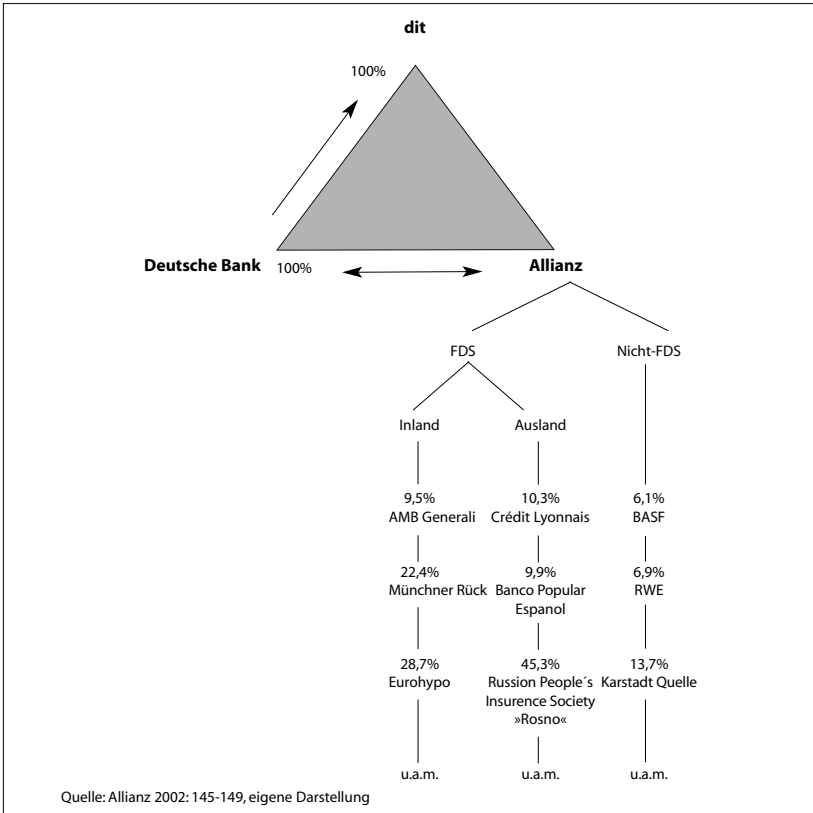 dit
100%
Deutsche Bank 100% Allianz
FDS Nicht-FDS
Inland Ausland
9,5% 10,3% 6,1%
AMB Generali Crédit Lyonnais BASF
22,4% 9,9% 6,9%
Münchner Rück Banco Popular RWE
Espanol
28,7% 45,3% 13,7%
Eurohypo Russion People´s Karstadt Quelle
Insurence Society
»Rosno«
u.a.m. u.a.m. u.a.m.
Quelle: Allianz 2002: 145-149, eigene Darstellung